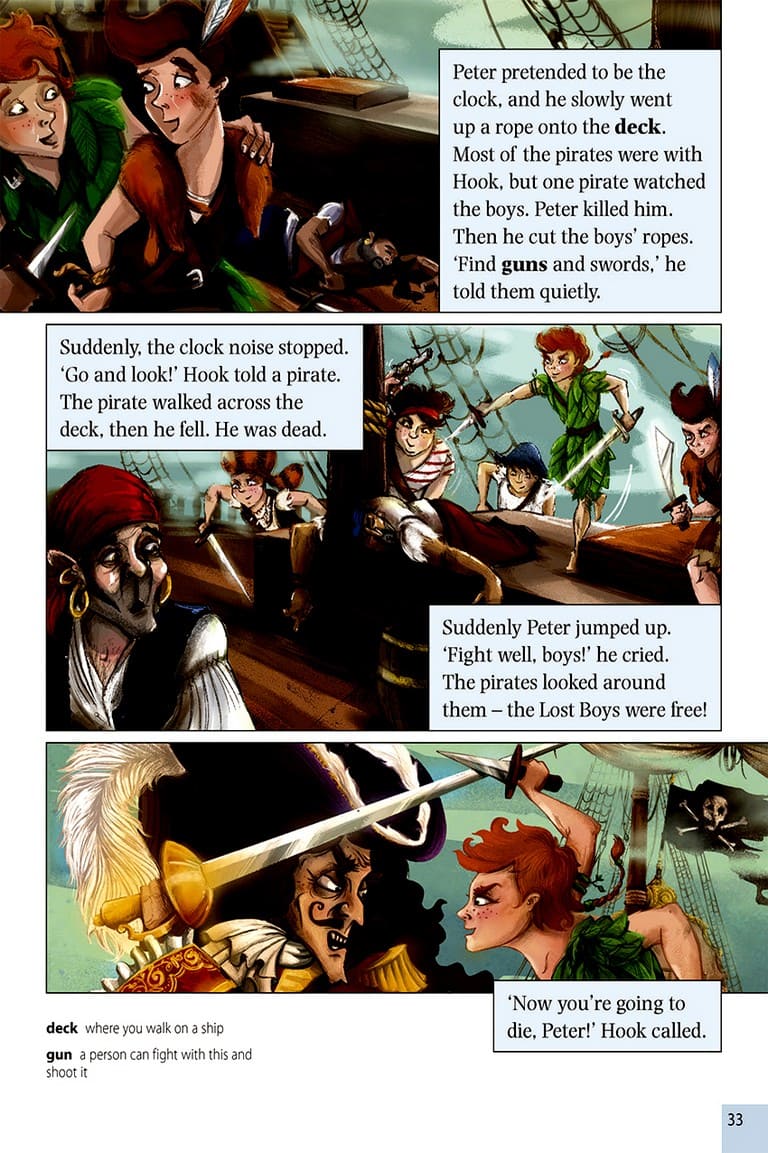 Peter pretended to be the
clock, and he slowly went
up a rope onto the deck.
Most of the pirates were with
Hook, but one pirate watched
the boys. Peter killed him.
Then he cut the boys’ ropes.
‘Find guns and swords,’ he
told them quietly.
Suddenly, the clock noise stopped.
‘Go and look!’ Hook told a pirate.
The pirate walked across the
deck, then he fell. He was dead.
Suddenly Peter jumped up.
‘Fight well, boys!’ he cried.
The pirates looked around
them – the Lost Boys were free!
‘Now you’re going to
die, Peter!’ Hook called.
deck where you walk on a ship
gun a person can fight with this and
shoot it
33